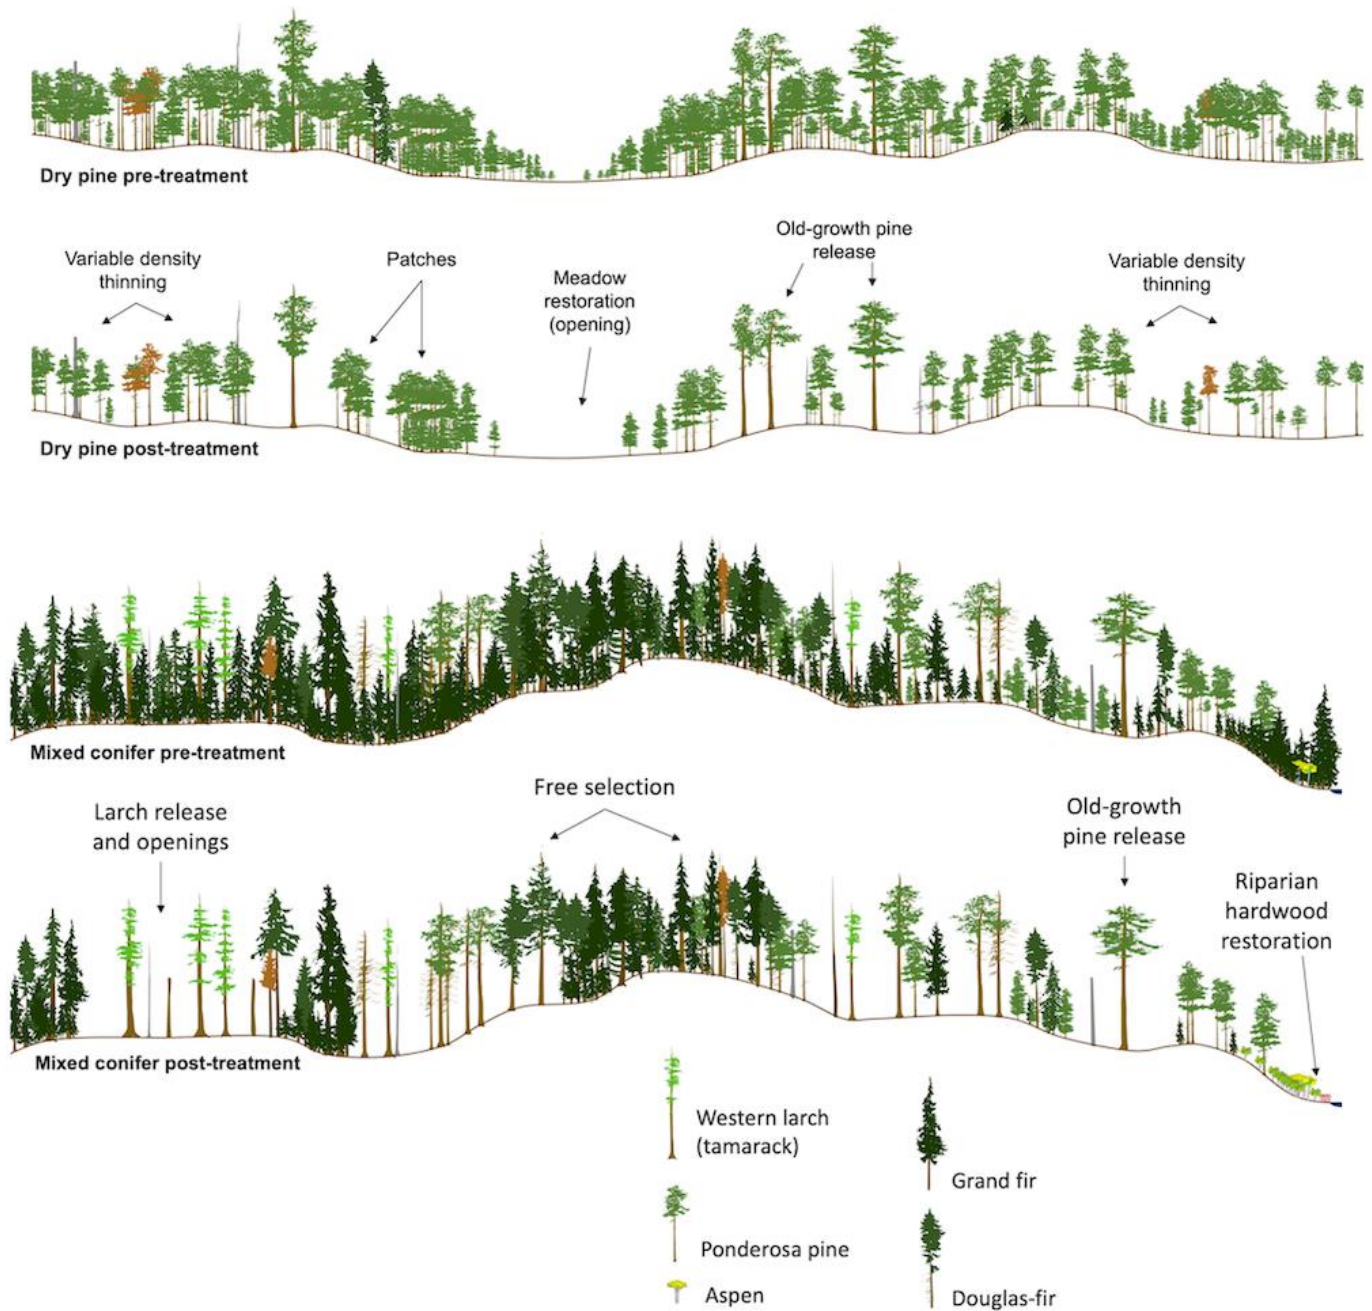 Dry pine pre-treatment
Variable density
thinning
Patches
Meadow
restoration
(opening)
Old-growth pine
release
Variable density
thinning
Dry pine post-treatment
Mixed conifer pre-treatment
Larch release
and openings
Free selection
Old-growth
pine release
Riparian
hardwood
restoration
Mixed conifer post-treatment
Western larch
(tamarack)
Grand fir
Ponderosa pine
Aspen
Douglas-fir